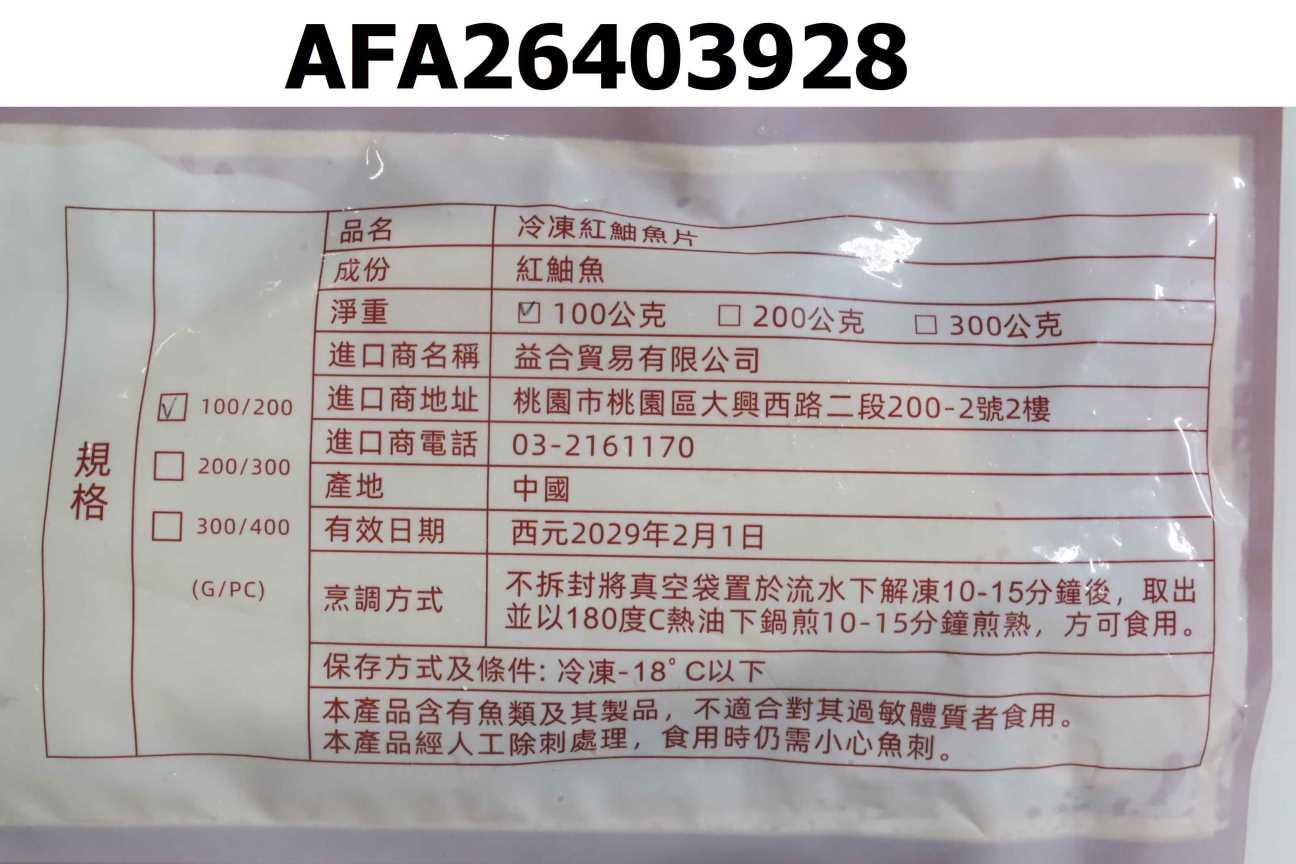 AFA26403928
規格
☑ 100/200
☐ 200/300
☐ 300/400
(G/PC)
品名 冷凍紅鮋魚片
成份 紅鮋魚
淨重 ☑ 100公克 ☐ 200公克 ☐ 300公克
進口商名稱 益合貿易有限公司
進口商地址 桃園市桃園區大興西路二段200-2號2樓
進口商電話 03-2161170
產地 中國
有效日期 西元2029年2月1日
烹調方式 不拆封將真空袋置於流水下解凍10-15分鐘後，取出
並以180度C熱油下鍋煎10-15分鐘煎熟，方可食用。
保存方式及條件: 冷凍-18°C以下
本產品含有魚類及其製品，不適合對其過敏體質者食用。
本產品經人工除刺處理，食用時仍需小心魚刺。